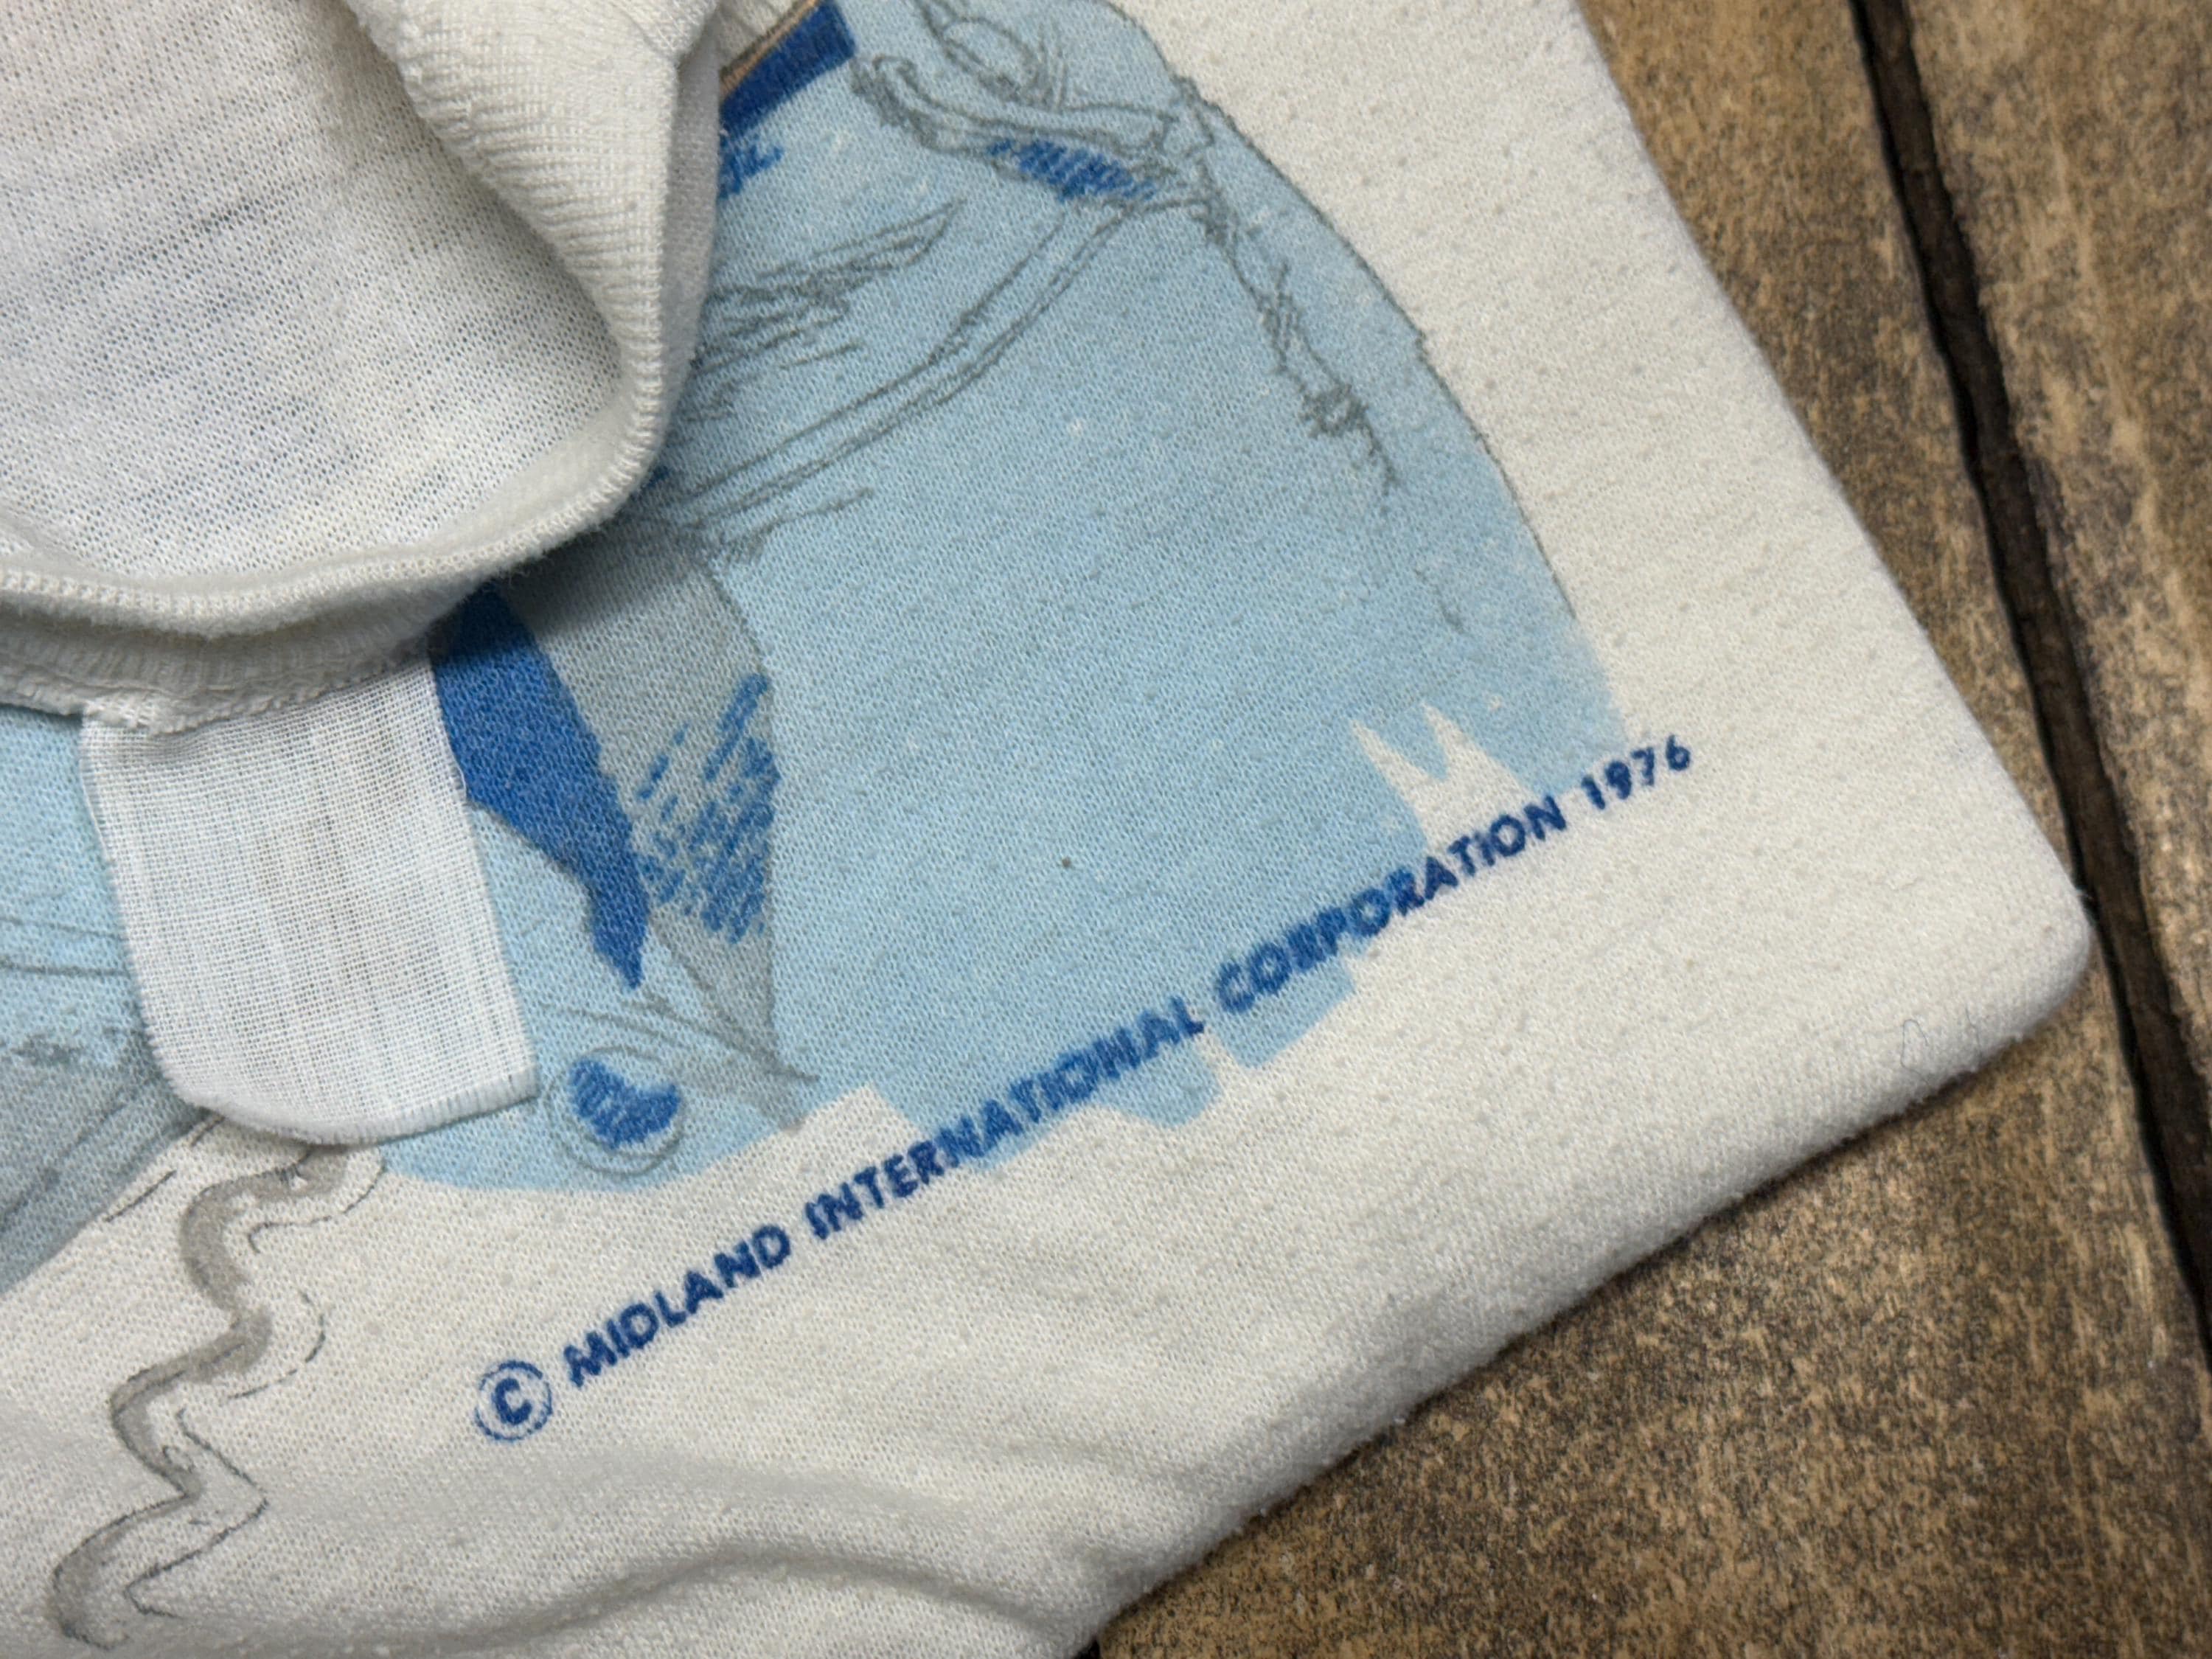 © MIDLAND INTERNATIONAL CORPORATION 1976